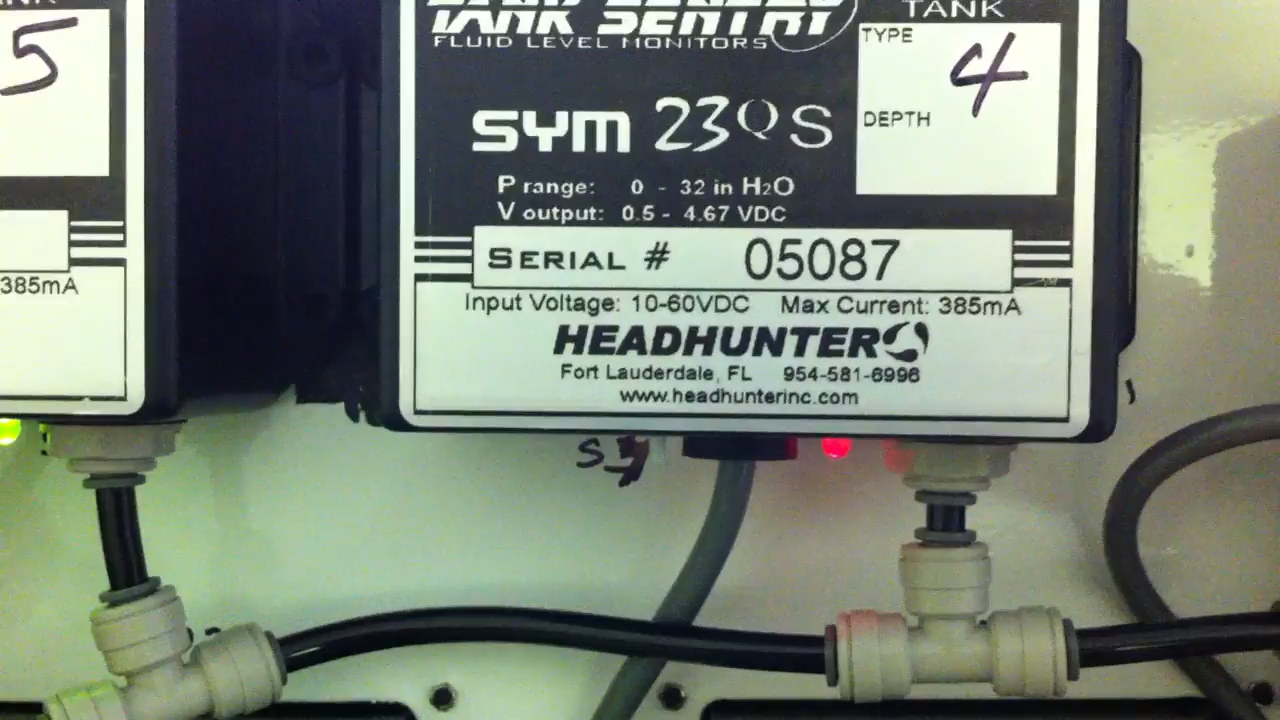 5
385mA
TANK SENTRY
FLUID LEVEL MONITORS
SYM 23QS
P range: 0 - 32 in H2O
V output: 0.5 - 4.67 VDC
TANK
TYPE
4
DEPTH
SERIAL # 05087
Input Voltage: 10-60VDC Max Current: 385mA
HEADHUNTER
Fort Lauderdale, FL 954-581-6996
www.headhunterinc.com